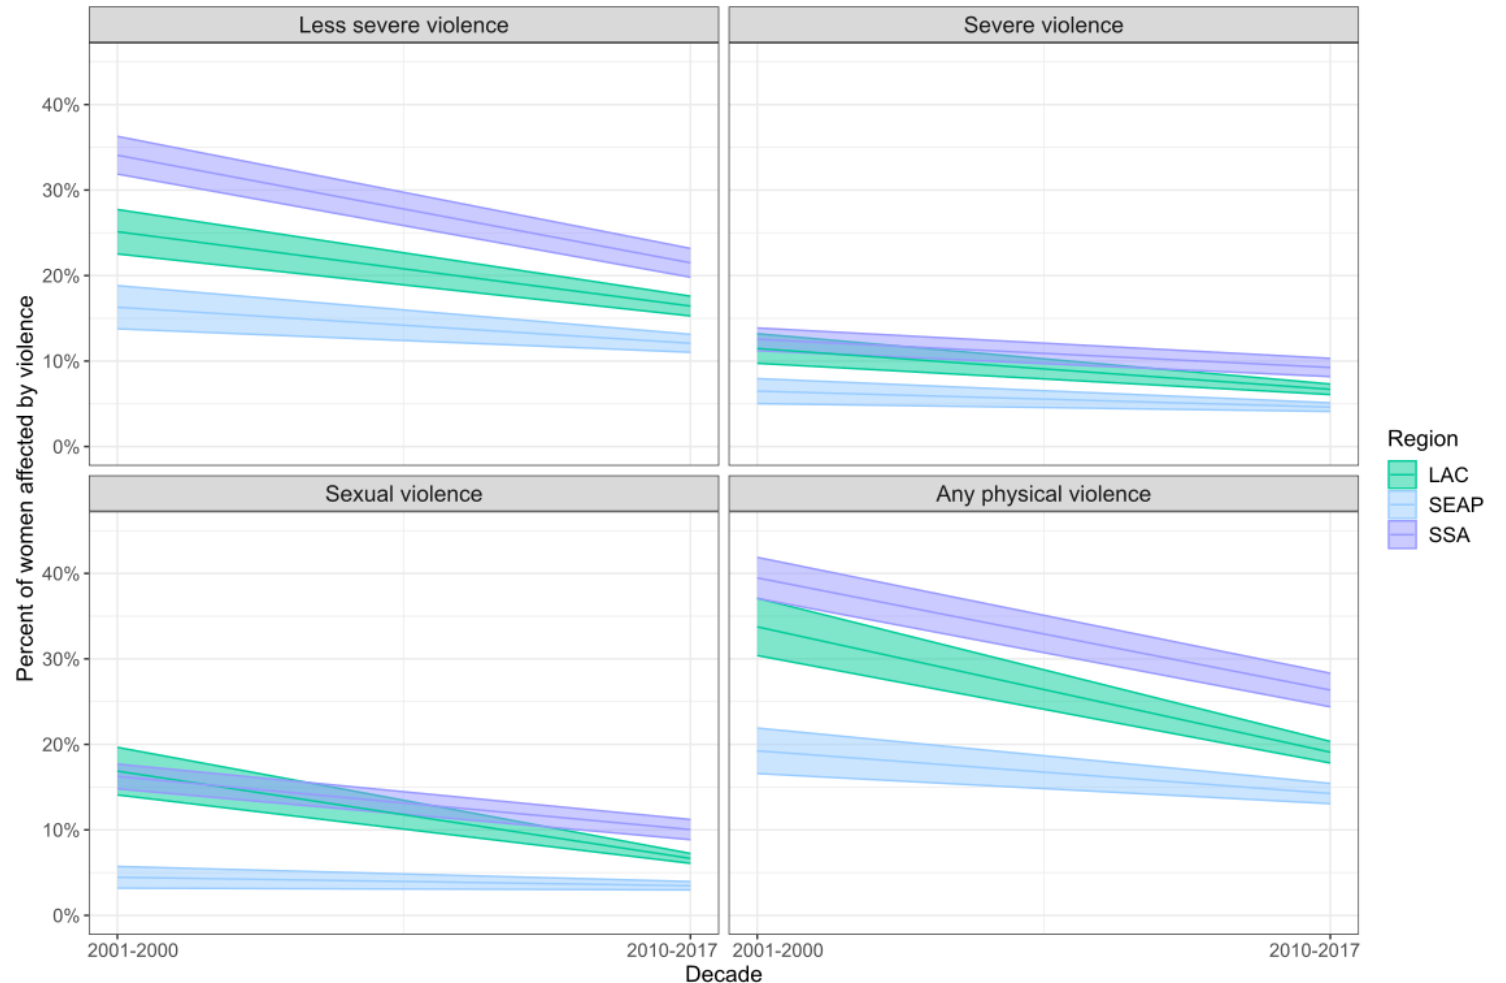 Less severe violence
Severe violence
40%
30%
20%
10%
0%
Sexual violence
Any physical violence
40%
30%
20%
10%
0%
2001-2000
2010-2017
2001-2000
2010-2017
Decade
Percent of women affected by violence
Region
LAC
SEAP
SSA